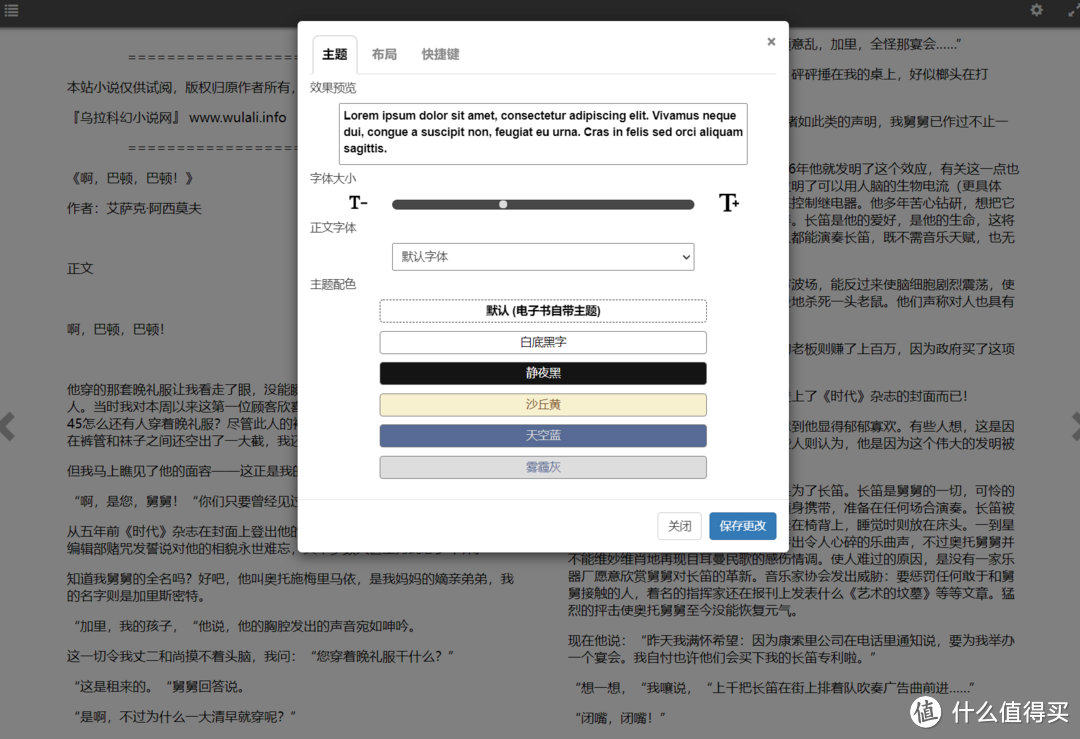 主题
布局
快捷键
×
效果预览
Lorem ipsum dolor sit amet, consectetur adipiscing elit. Vivamus neque
dui, congue a suscipit non, feugiat eu urna. Cras in felis sed orci aliquam
sagittis.
字体大小
T-
T+
正文字体
默认字体
主题配色
默认 (电子书自带主题)
白底黑字
静夜黑
沙丘黄
天空蓝
雾霾灰
关闭
保存更改
==================
本站小说仅供试阅，版权归原作者所有，
『乌拉科幻小说网』 www.wulali.info
==================
《啊，巴顿，巴顿！》
作者：艾萨克·阿西莫夫
正文
啊，巴顿，巴顿！
他穿的那套晚礼服让我看走了眼，没能
人。当时我对本周以来这第一位顾客欣
45怎么还有人穿着晚礼服？尽管此人的
在裤管和袜子之间还空出了一大截，我
但我马上瞧见了他的面容——这正是我的
“啊，是您，舅舅！“你们只要曾经见过
从五年前《时代》杂志在封面上登出他的
编辑部赌咒发誓说对他的相貌永世难忘，
知道我舅舅的全名吗？好吧，他叫奥托施梅里马依，是我妈妈的嫡亲弟弟，我
的名字则是加里斯密特。
“加里，我的孩子，“他说，他的胸腔发出的声音宛如呻吟。
这一切令我丈二和尚摸不着头脑，我问：“您穿着晚礼服干什么？”
“这是租来的。“舅舅回答说。
“是啊，不过为什么一大清早就穿呢？”
意乱，加里，全怪那宴会……”
砰砰捶在我的桌上，好似榔头在打
诸如此类的声明，我舅舅已作过不止一
6年他就发明了这个效应，有关这一点也
明了可以用人脑的生物电流（更具体
控制继电器。他多年苦心钻研，想把它
。长笛是他的爱好，是他的生命，这将
都能演奏长笛，既不需音乐天赋，也无
波场，能反过来使脑细胞剧烈震荡，使
地杀死一头老鼠。他们声称对人也具有
老板则赚了上百万，因为政府买了这项
上了《时代》杂志的封面而已！
到他显得郁郁寡欢。有些人想，这是因
人则认为，他是因为这个伟大的发明被
为了长笛。长笛是舅舅的一切，可怜的
身携带，准备在任何场合演奏。长笛被
在椅背上，睡觉时则放在床头。一到星
出令人心碎的乐曲声，不过奥托舅舅并
不能维妙维肖地再现日耳曼民歌的感伤情调。使人难过的原因，是没有一家乐
器厂愿意欣赏舅舅对长笛的革新。音乐家协会发出威胁：要惩罚任何敢于和舅
舅接触的人，着名的指挥家还在报刊上发表什么《艺术的坟墓》等等文章。猛
烈的抨击使奥托舅舅至今没能恢复元气。
现在他说：“昨天我满怀希望：因为康索里公司在电话里通知说，要为我举办
一个宴会。我自忖也许他们会买下我的长笛专利啦。”
“想一想，“我嚷说，“上千把长笛在街上排着队吹奏广告曲前进……”
“闭嘴，闭嘴！”
值 什么值得买